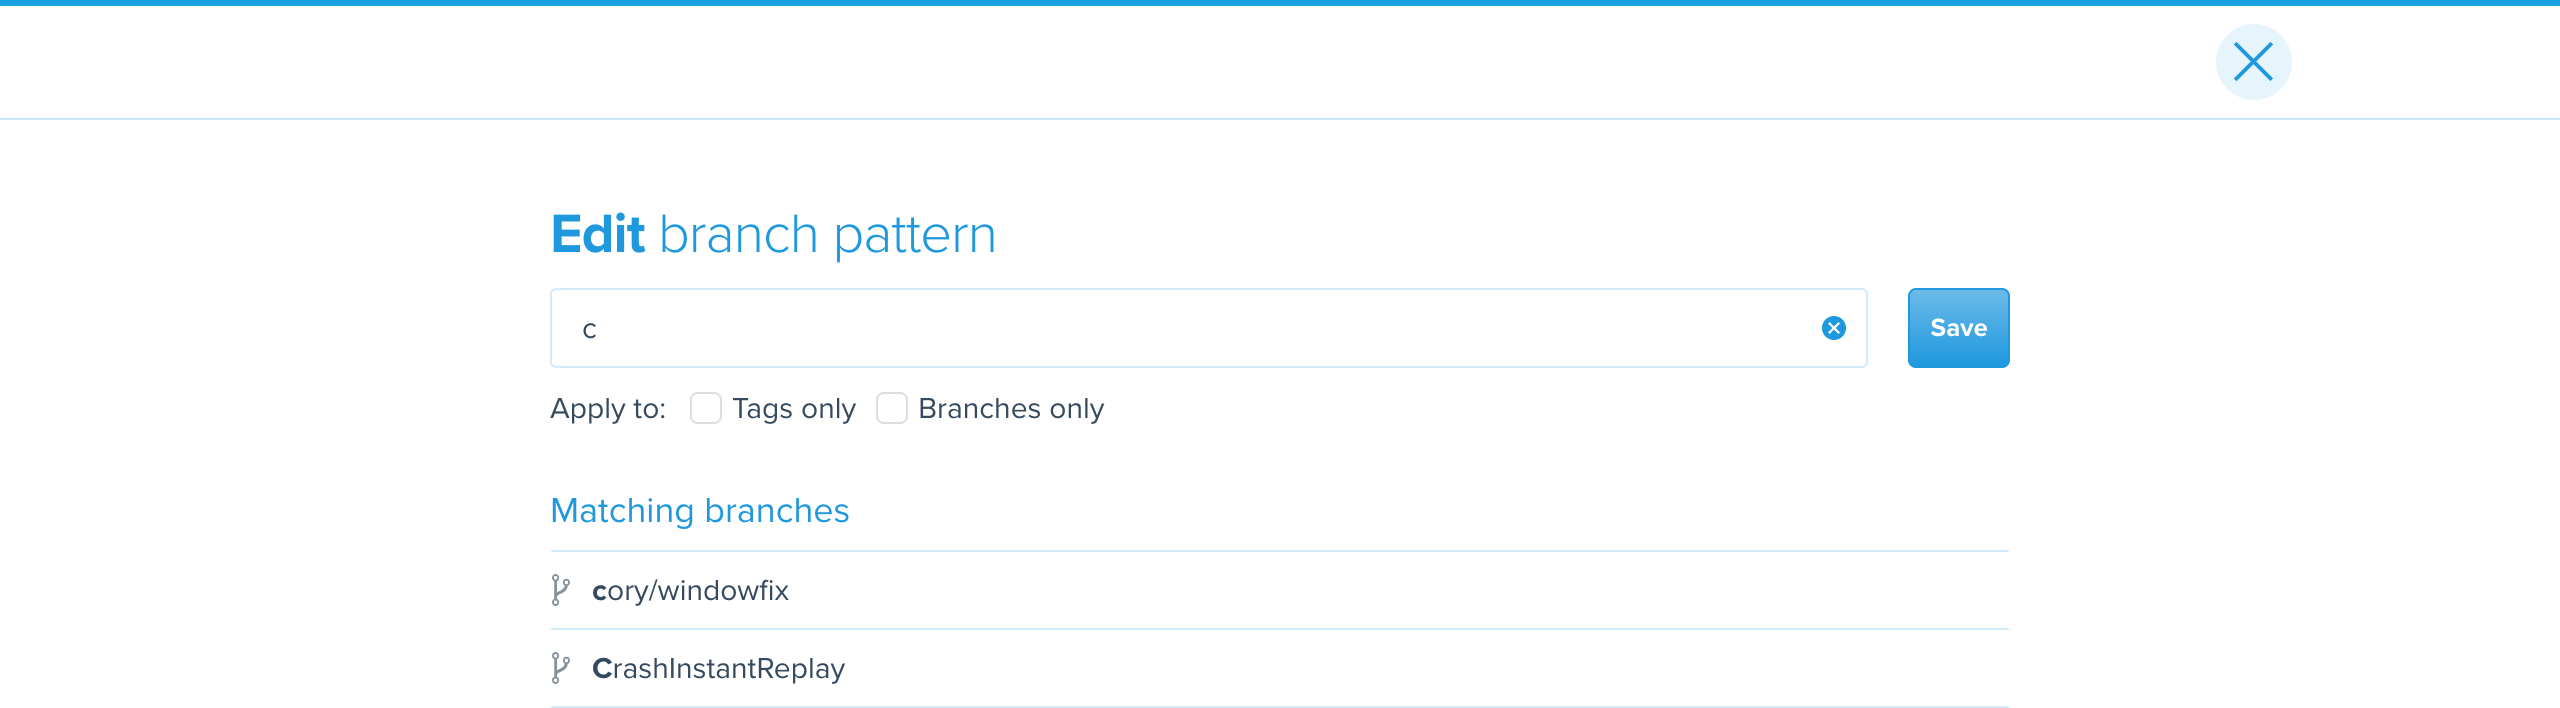 Edit branch pattern
c
Save
Apply to: Tags only Branches only
Matching branches
cory/windowfix
CrashInstantReplay